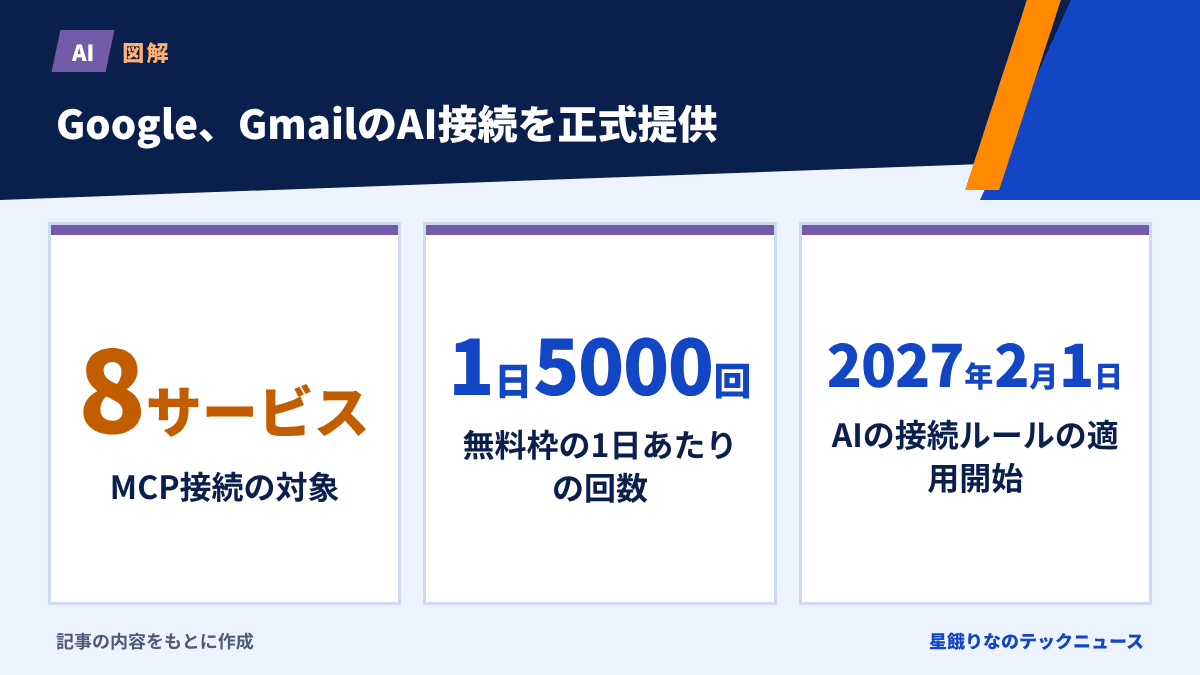 AI 図解
Google、GmailのAI接続を正式提供
8サービス
MCP接続の対象
1日5000回
無料枠の1日あたり
の回数
2027年2月1日
AIの接続ルールの適
用開始
記事の内容をもとに作成
星餓りなのテックニュース